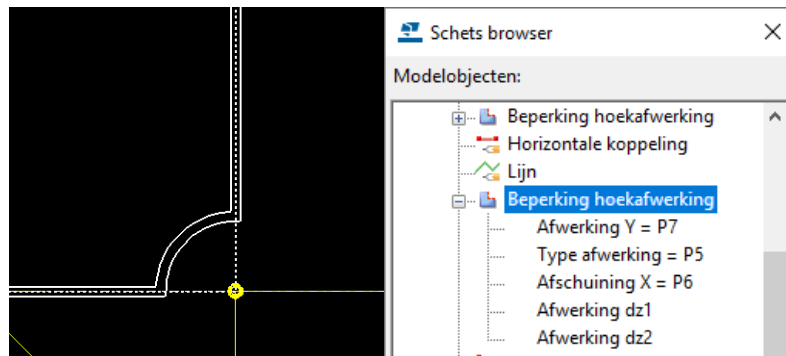 Schets browser
Modelobjecten:
Beperking hoekafwerking
Horizontale koppeling
Lijn
Beperking hoekafwerking
Afwerking Y = P7
Type afwerking = P5
Afschuining X = P6
Afwerking dz1
Afwerking dz2